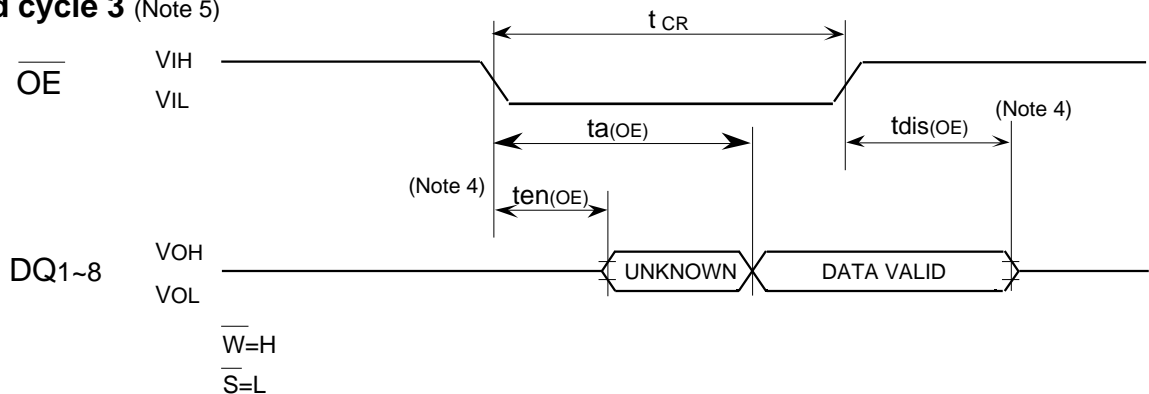 d cycle 3 (Note 5)
t CR
OE
VIH
VIL
ta(OE)
tdis(OE)
(Note 4)
(Note 4)
ten(OE)
DQ1~8
VOH
VOL
UNKNOWN
DATA VALID
W=H
S=L